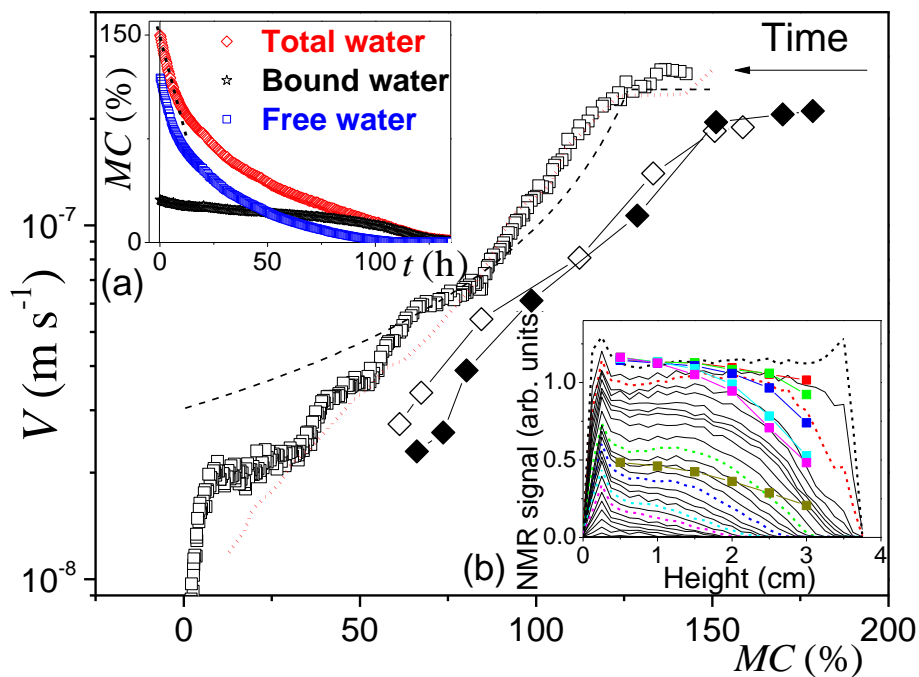 150
MC (%)
0
Total water
Bound water
Free water
0 50 100 t (h)
(a)
Time
10⁻⁷
10⁻⁸
V (m s⁻¹)
NMR signal (arb. units)
1.0
0.5
0.0
0 1 2 3 4
Height (cm)
(b)
0 50 100 150 200
MC (%)